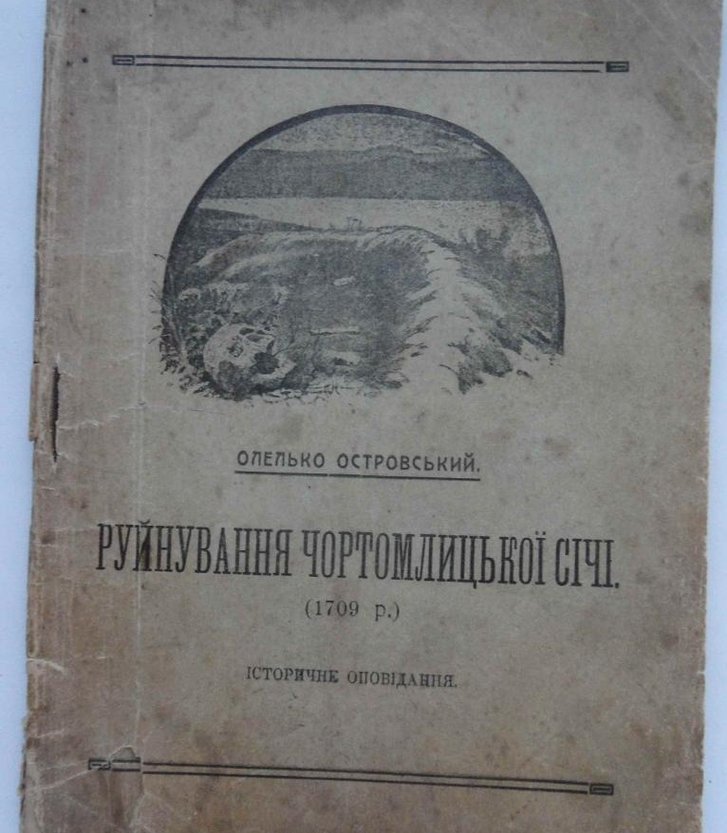 ОЛЕЛЬКО ОСТРОВСЬКИЙ.
РУЙНУВАННЯ ЧОРТОМЛИЦЬКОЇ СІЧІ.
(1709 р.)
ІСТОРИЧНЕ ОПОВІДАННЯ.